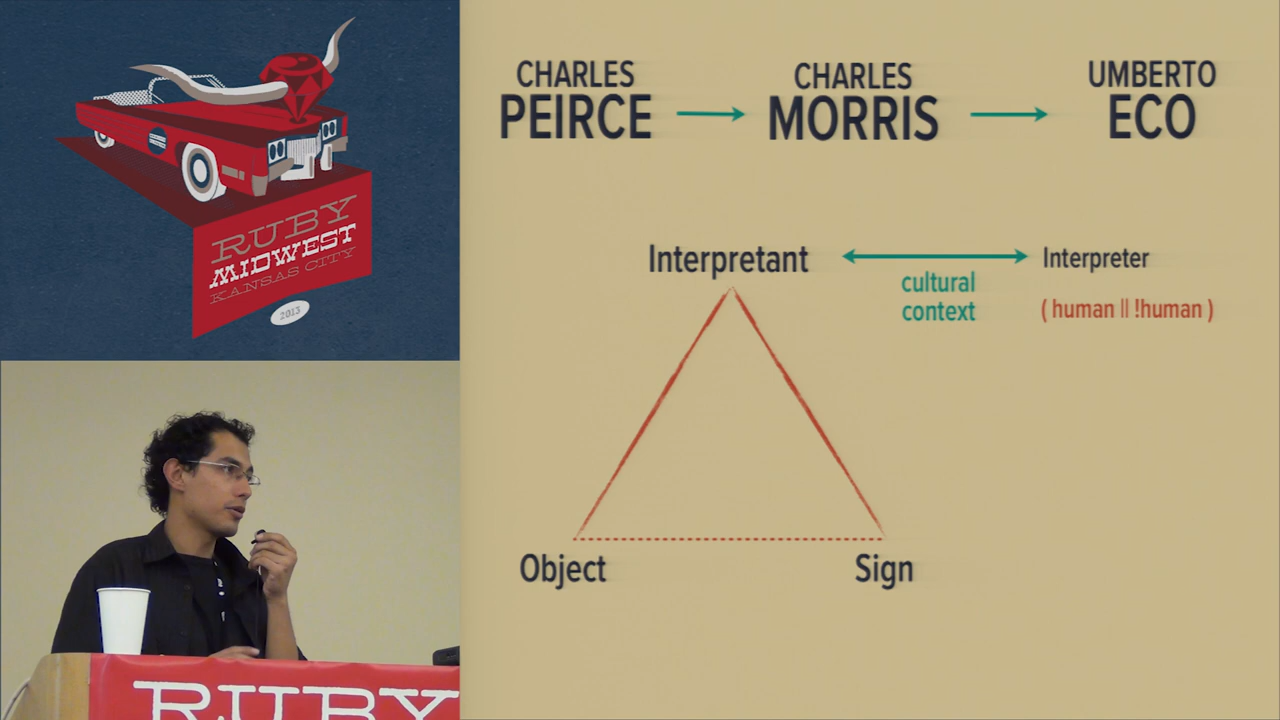 RUBY
MIDWEST
KANSAS CITY
2013
CHARLES
PEIRCE
CHARLES
MORRIS
UMBERTO
ECO
Interpretant
Interpreter
cultural
context
( human || !human )
Object
Sign
RUBY